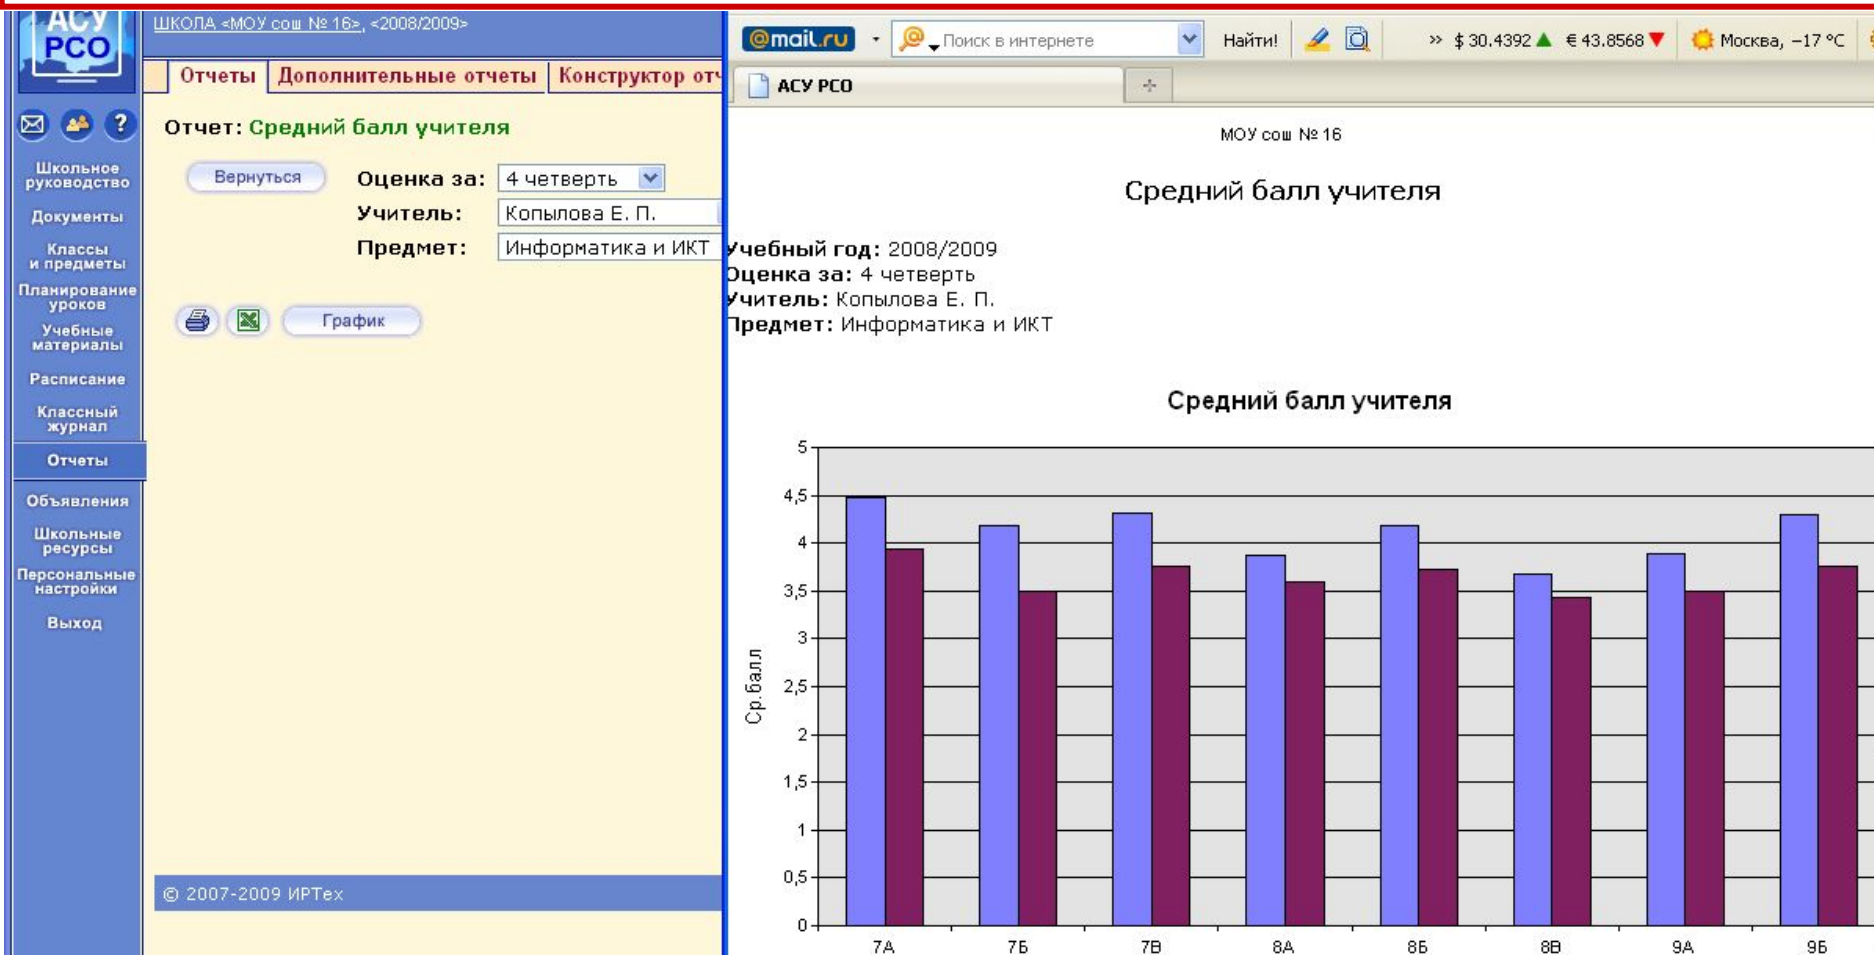 АСУ
РСО
ШКОЛА <МОУ сош № 16>, <2008/2009>
Отчеты
Дополнительные отчеты
Конструктор отч
Отчет: Средний балл учителя
Вернуться
Оценка за: 4 четверть
Учитель: Копылова Е. П.
Предмет: Информатика и ИКТ
График
Школьное
руководство
Документы
Классы
и предметы
Планирование
уроков
Учебные
материалы
Расписание
Классный
журнал
Отчеты
Объявления
Школьные
ресурсы
Персональные
настройки
Выход
© 2007-2009 ИРТех
@mail.ru
Поиск в интернете
Найти!
» $ 30.4392 € 43.8568 Москва, −17 °C
АСУ РСО
МОУ сош № 16
Средний балл учителя
Учебный год: 2008/2009
Оценка за: 4 четверть
Учитель: Копылова Е. П.
Предмет: Информатика и ИКТ
Средний балл учителя
5
4,5
4
3,5
3
2,5
2
1,5
1
0,5
0
Ср.балл
7А 7Б 7В 8А 8Б 8В 9А 9Б